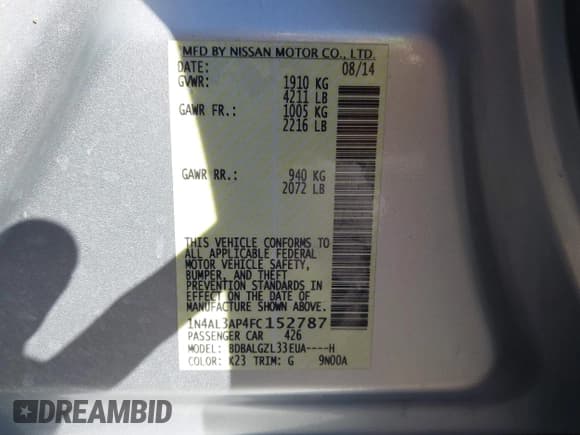 MFD BY NISSAN MOTOR CO., LTD.
DATE: 08/14
GVWR: 1910 KG
4211 LB
GAWR FR.: 1005 KG
2216 LB
GAWR RR.: 940 KG
2072 LB
THIS VEHICLE CONFORMS TO
ALL APPLICABLE FEDERAL
MOTOR VEHICLE SAFETY,
BUMPER, AND THEFT
PREVENTION STANDARDS IN
EFFECT ON THE DATE OF
MANUFACTURE SHOWN ABOVE.
1N4AL3AP4FC152787
PASSENGER CAR 426
MODEL: BDBALGZL33EUA----H
COLOR: K23 TRIM: G 9N00A
BIDBIAMGLD.COM